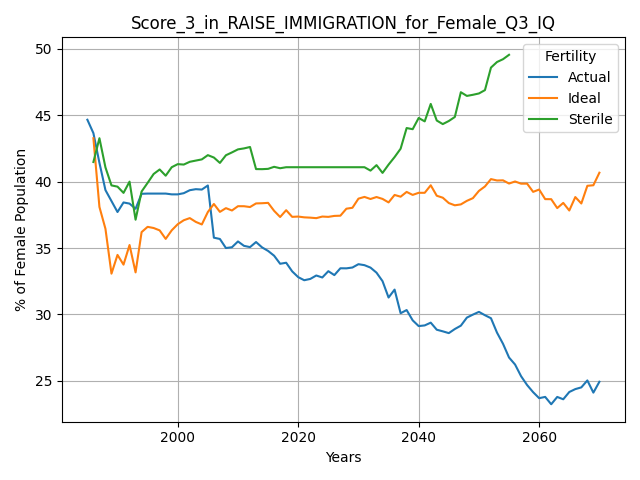 Score_3_in_RAISE_IMMIGRATION_for_Female_Q3_IQ
% of Female Population
50
45
40
35
30
25
Fertility
Actual
Ideal
Sterile
2000 2020 2040 2060
Years